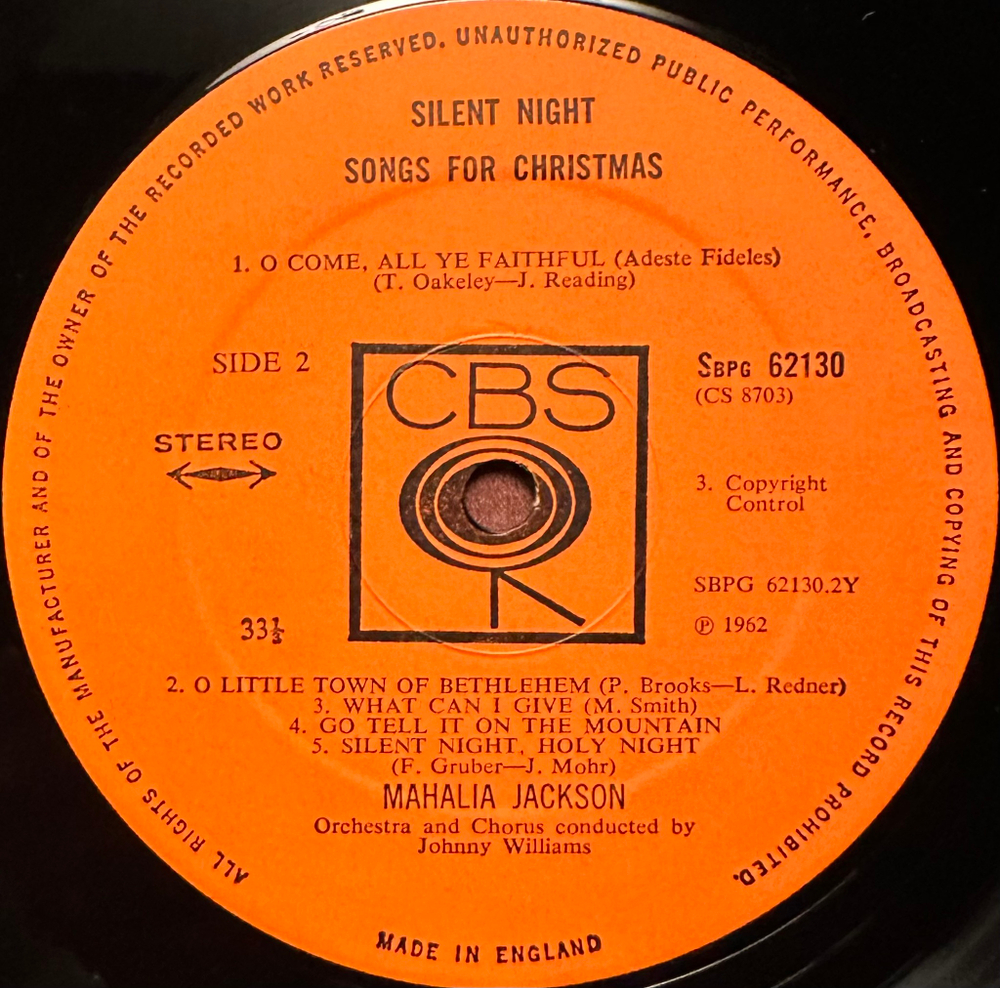 ALL RIGHTS OF THE MANUFACTURER AND OF THE OWNER OF THE RECORDED WORK RESERVED. UNAUTHORIZED PUBLIC PERFORMANCE, BROADCASTING AND COPYING OF THIS RECORD PROHIBITED.
SILENT NIGHT
SONGS FOR CHRISTMAS
1. O COME, ALL YE FAITHFUL (Adeste Fideles)
(T. Oakeley—J. Reading)
SIDE 2
CBS
SBPG 62130
(CS 8703)
STEREO
3. Copyright
Control
SBPG 62130.2Y
33⅓
℗ 1962
2. O LITTLE TOWN OF BETHLEHEM (P. Brooks—L. Redner)
3. WHAT CAN I GIVE (M. Smith)
4. GO TELL IT ON THE MOUNTAIN
5. SILENT NIGHT, HOLY NIGHT
(F. Gruber—J. Mohr)
MAHALIA JACKSON
Orchestra and Chorus conducted by
Johnny Williams
MADE IN ENGLAND